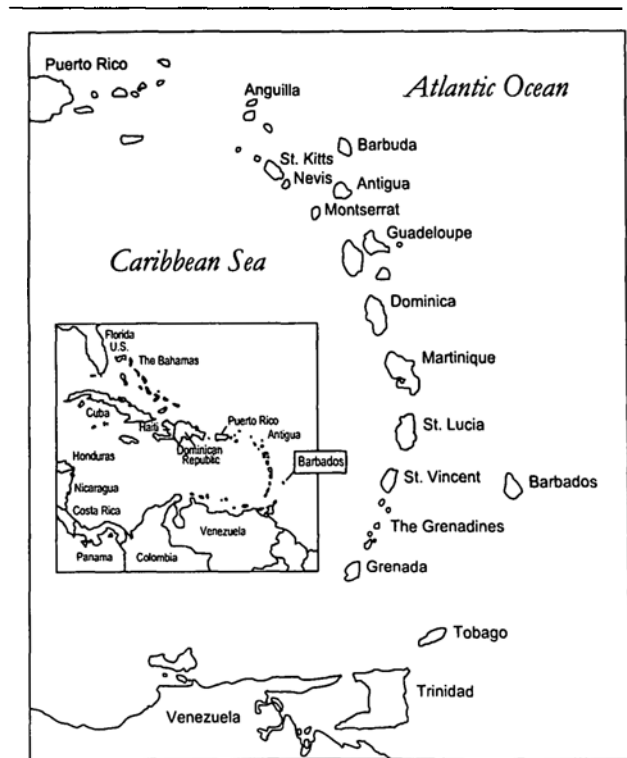 Puerto Rico
Anguilla
Atlantic Ocean
Barbuda
St. Kitts
Nevis
Antigua
Montserrat
Guadeloupe
Caribbean Sea
Dominica
Martinique
St. Lucia
St. Vincent
Barbados
The Grenadines
Grenada
Tobago
Trinidad
Venezuela
Florida
U.S.
The Bahamas
Cuba
Haiti
Puerto Rico
Antigua
Dominican
Republic
Barbados
Honduras
Nicaragua
Costa Rica
Venezuela
Panama
Colombia